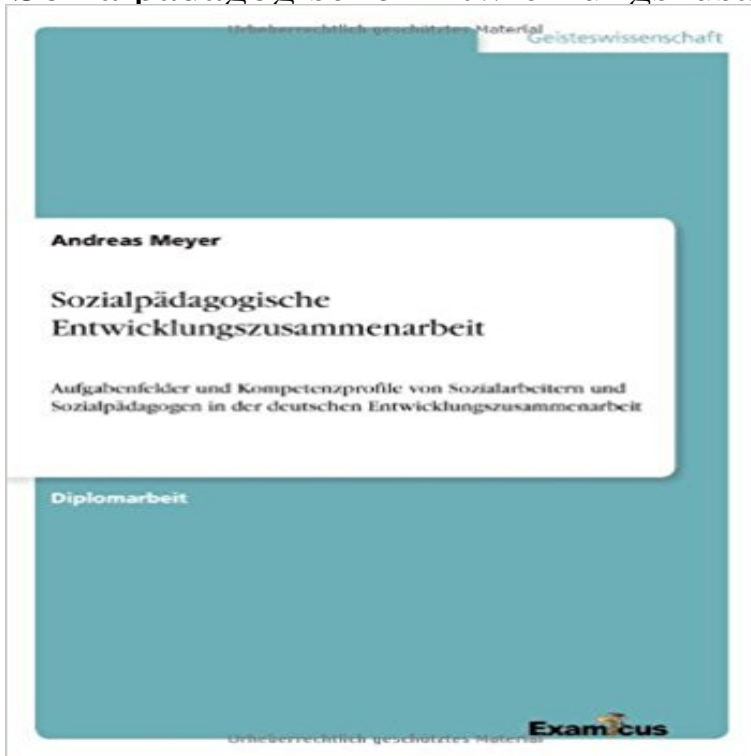 Urheberrechtlich geschütztes Material
Geisteswissenschaft
Andreas Meyer
Sozialpädagogische
Entwicklungszusammenarbeit
Aufgabenfelder und Kompetenzprofile von Sozialarbeitern und
Sozialpädagogen in der deutschen Entwicklungszusammenarbeit
Diplomarbeit
Examicus
Urheberrechtlich geschütztes Material